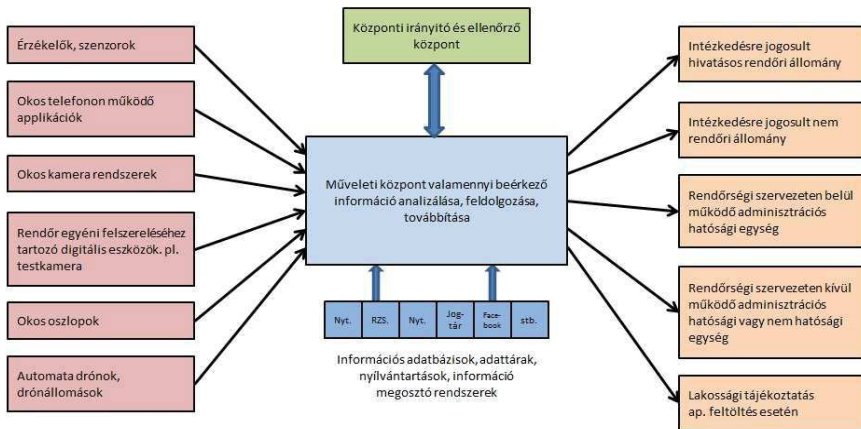 Érzékelők, szenzorok
Okos telefonon működő
applikációk
Okos kamera rendszerek
Rendőr egyéni felszereléséhez
tartozó digitális eszközök. pl.
testkamera
Okos oszlopok
Automata drónok,
drónállomások
Központi irányító és ellenőrző
központ
Műveleti központ valamennyi beérkező
információ analizálása, feldolgozása,
továbbítása
Nyt.
RZS.
Nyt.
Jog-
tár
Face-
book
stb.
Információs adatbázisok, adattárak,
nyílvántartások, információ
megosztó rendszerek
Intézkedésre jogosult
hivatásos rendőri állomány
Intézkedésre jogosult nem
rendőri állomány
Rendőrségi szervezeten belül
működő adminisztrációs
hatósági egység
Rendőrségi szervezeten kívül
működő adminisztrációs
hatósági vagy nem hatósági
egység
Lakossági tájékoztatás
ap. feltöltés esetén